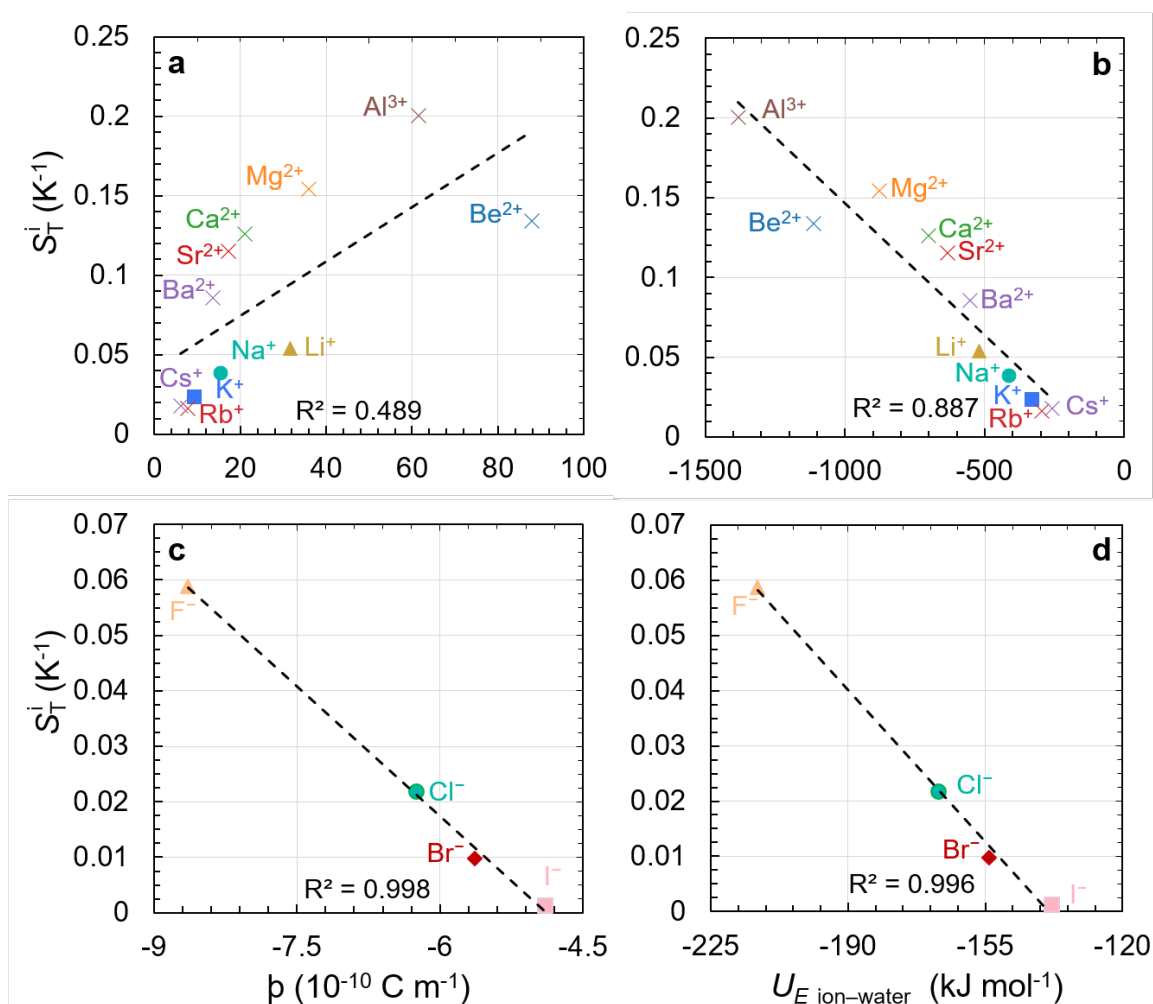 a
0.25
0.2
0.15
0.1
0.05
0
S_T^i (K⁻¹)
Al³⁺
Mg²⁺
Be²⁺
Ca²⁺
Sr²⁺
Ba²⁺
Na⁺
Li⁺
Cs⁺
K⁺
Rb⁺
R² = 0.489
0 20 40 60 80 100
b
0.25
0.2
0.15
0.1
0.05
0
Al³⁺
Mg²⁺
Be²⁺
Ca²⁺
Sr²⁺
Ba²⁺
Li⁺
Na⁺
K⁺
Cs⁺
Rb⁺
R² = 0.887
-1500 -1000 -500 0
c
0.07
0.06
0.05
0.04
0.03
0.02
0.01
0
S_T^i (K⁻¹)
F⁻
Cl⁻
Br⁻
I⁻
R² = 0.998
-9 -7.5 -6 -4.5
þ (10⁻¹⁰ C m⁻¹)
d
0.07
0.06
0.05
0.04
0.03
0.02
0.01
0
F⁻
Cl⁻
Br⁻
I⁻
R² = 0.996
-225 -190 -155 -120
U_E ion–water (kJ mol⁻¹)